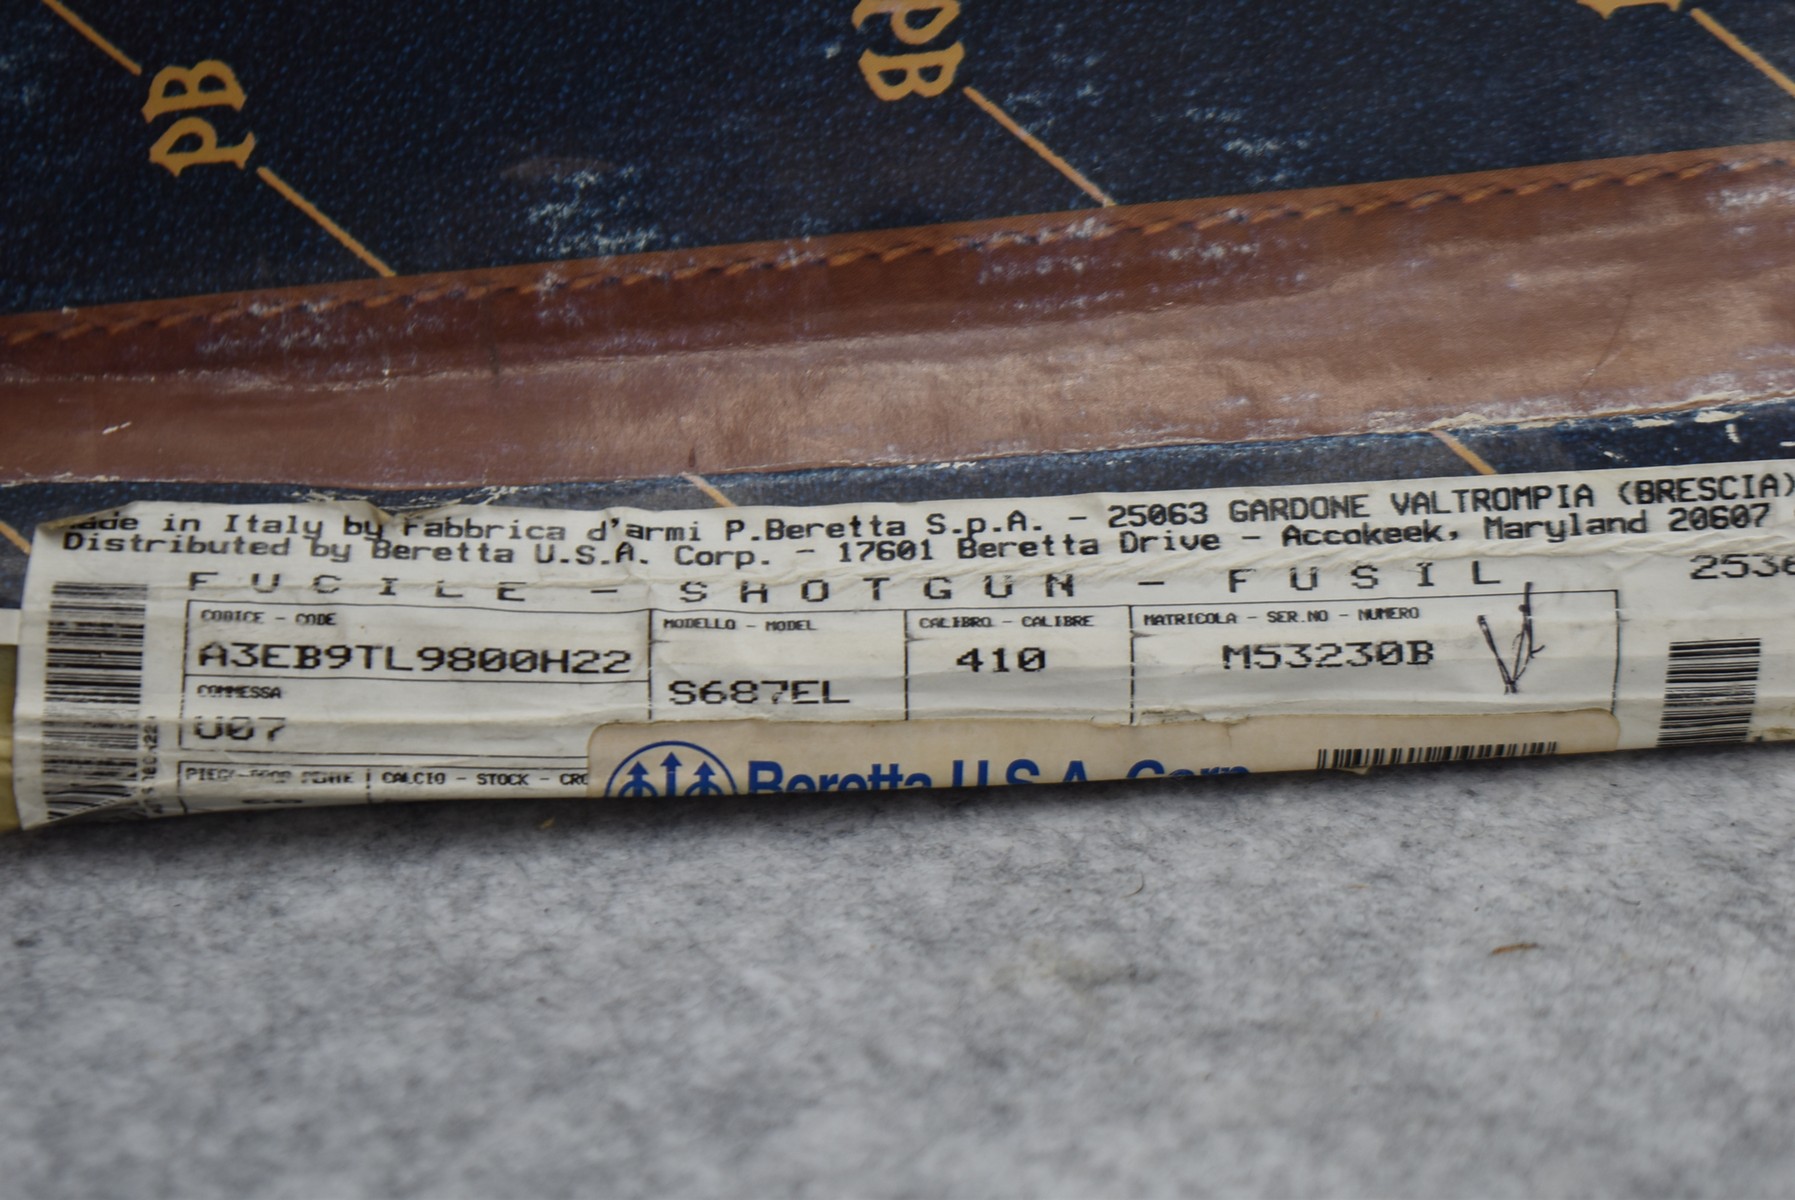 PB
PB
Made in Italy by Fabbrica d'armi P.Beretta S.p.A. - 25063 GARDONE VALTROMPIA (BRESCIA)
Distributed by Beretta U.S.A. Corp. - 17601 Beretta Drive - Accokeek, Maryland 20607
FUCILE - SHOTGUN - FUSIL
2536
CODICE - CODE
MODELLO - MODEL
CALIBRO - CALIBRE
MATRICOLA - SER.NO - NUMERO
A3EB9TL9800H22
410
M53230B
S687EL
COMMESSA
U07
CALCIO - STOCK - CRO
Beretta U.S.A. Corp.